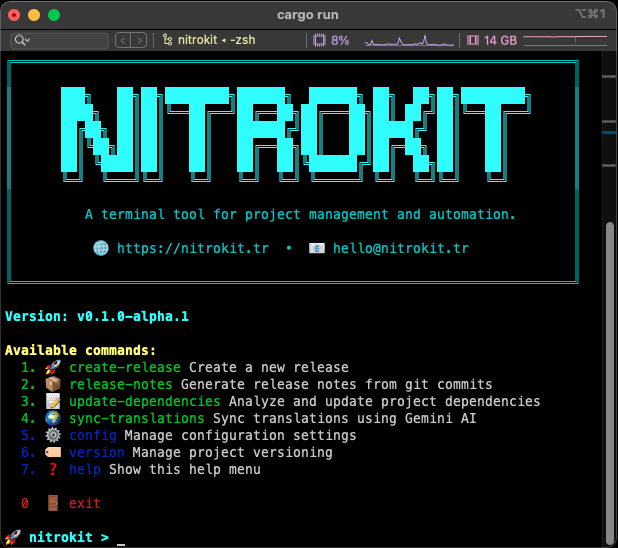 cargo run
⌥⌘1
nitrokit ◂ -zsh
8%
14 GB
NITROKIT
A terminal tool for project management and automation.
🌐 https://nitrokit.tr • 📧 hello@nitrokit.tr
Version: v0.1.0-alpha.1
Available commands:
1. 🚀 create-release Create a new release
2. 📦 release-notes Generate release notes from git commits
3. 📝 update-dependencies Analyze and update project dependencies
4. 🌍 sync-translations Sync translations using Gemini AI
5. ⚙️ config Manage configuration settings
6. 🏷️ version Manage project versioning
7. ❓ help Show this help menu
0 🚪 exit
🚀 nitrokit > _